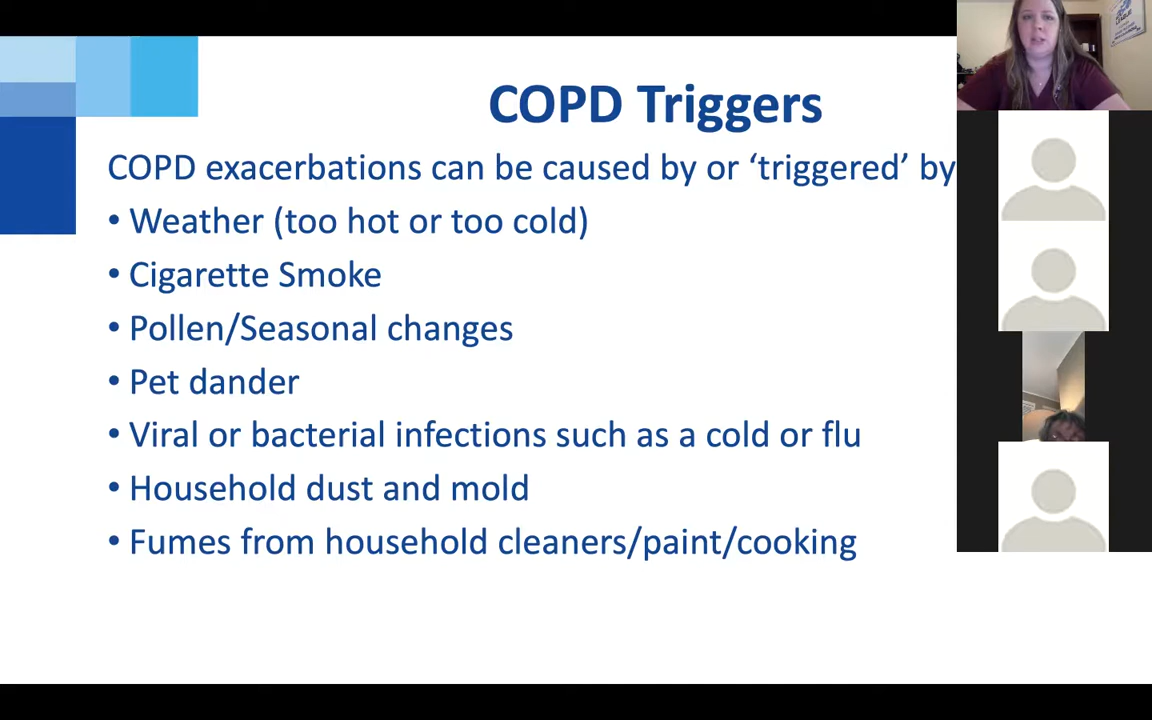 COPD Triggers
COPD exacerbations can be caused by or ‘triggered’ by
• Weather (too hot or too cold)
• Cigarette Smoke
• Pollen/Seasonal changes
• Pet dander
• Viral or bacterial infections such as a cold or flu
• Household dust and mold
• Fumes from household cleaners/paint/cooking